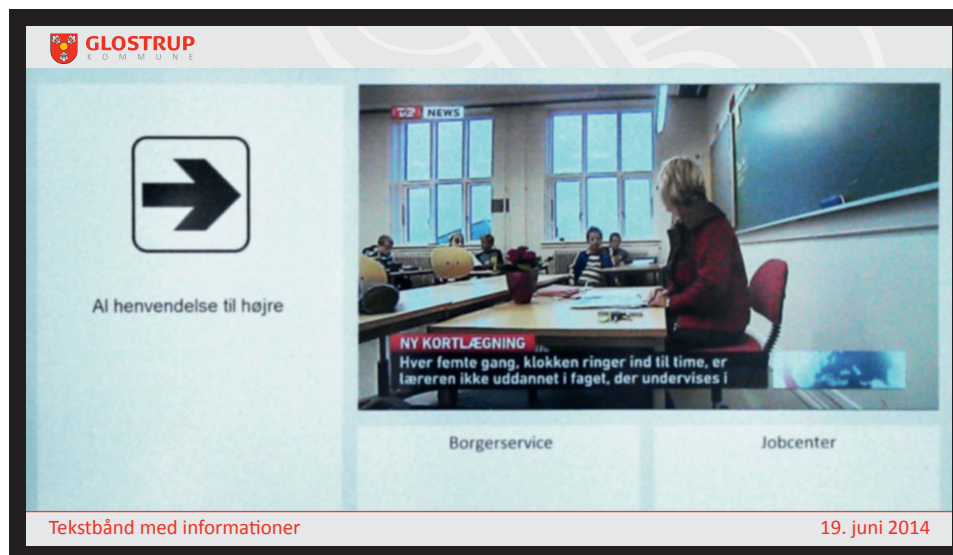 GLOSTRUP
KOMMUNE
TV2 NEWS
Al henvendelse til højre
NY KORTLÆGNING
Hver femte gang, klokken ringer ind til time, er
læreren ikke uddannet i faget, der undervises i
Borgerservice
Jobcenter
Tekstbånd med informationer
19. juni 2014